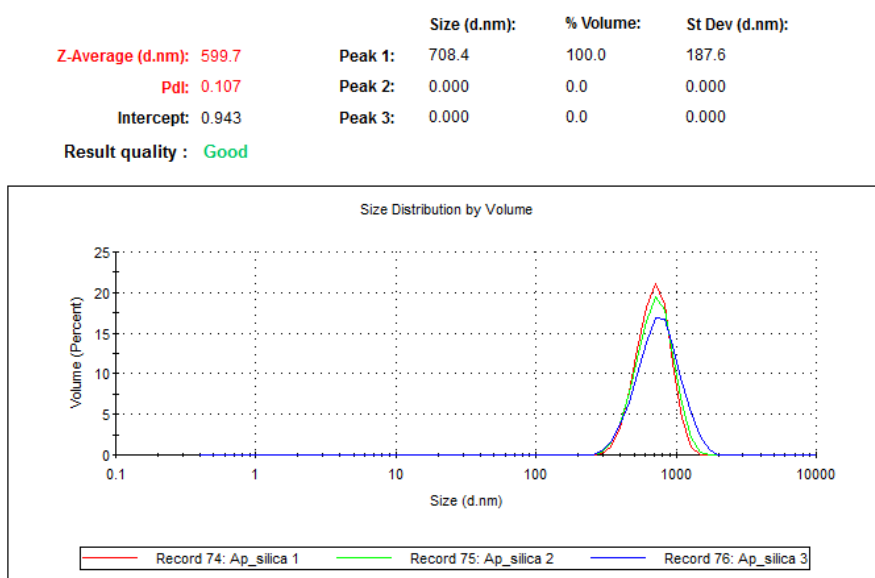 Size (d.nm): % Volume: St Dev (d.nm):
Z-Average (d.nm): 599.7 Peak 1: 708.4 100.0 187.6
PdI: 0.107 Peak 2: 0.000 0.0 0.000
Intercept: 0.943 Peak 3: 0.000 0.0 0.000
Result quality : Good
Size Distribution by Volume
Volume (Percent)
25
20
15
10
5
0
0.1 1 10 100 1000 10000
Size (d.nm)
Record 74: Ap_silica 1 Record 75: Ap_silica 2 Record 76: Ap_silica 3